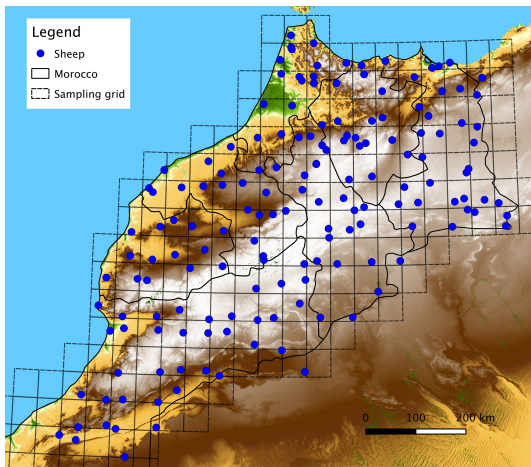 Legend
Sheep
Morocco
Sampling grid
0 100 200 km